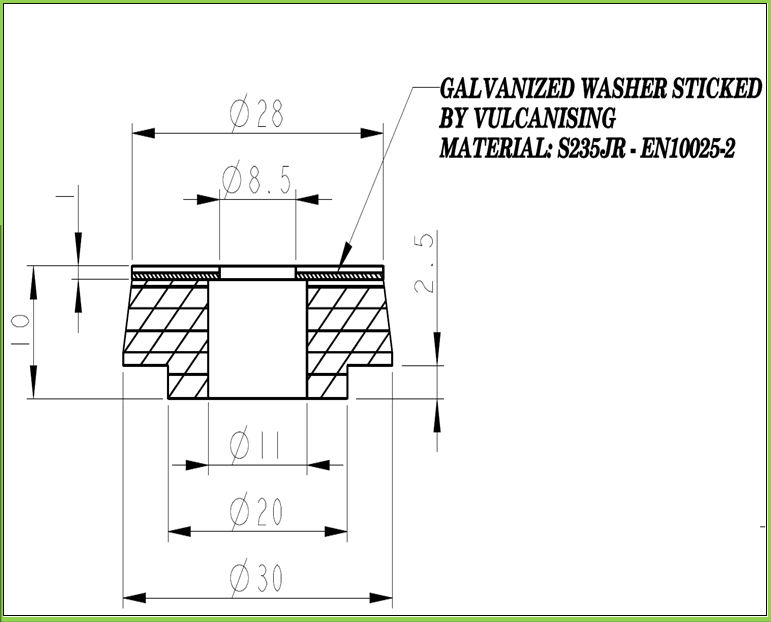 GALVANIZED WASHER STICKED
BY VULCANISING
MATERIAL: S235JR - EN10025-2
Ø28
Ø8.5
1
2.5
10
Ø11
Ø20
Ø30